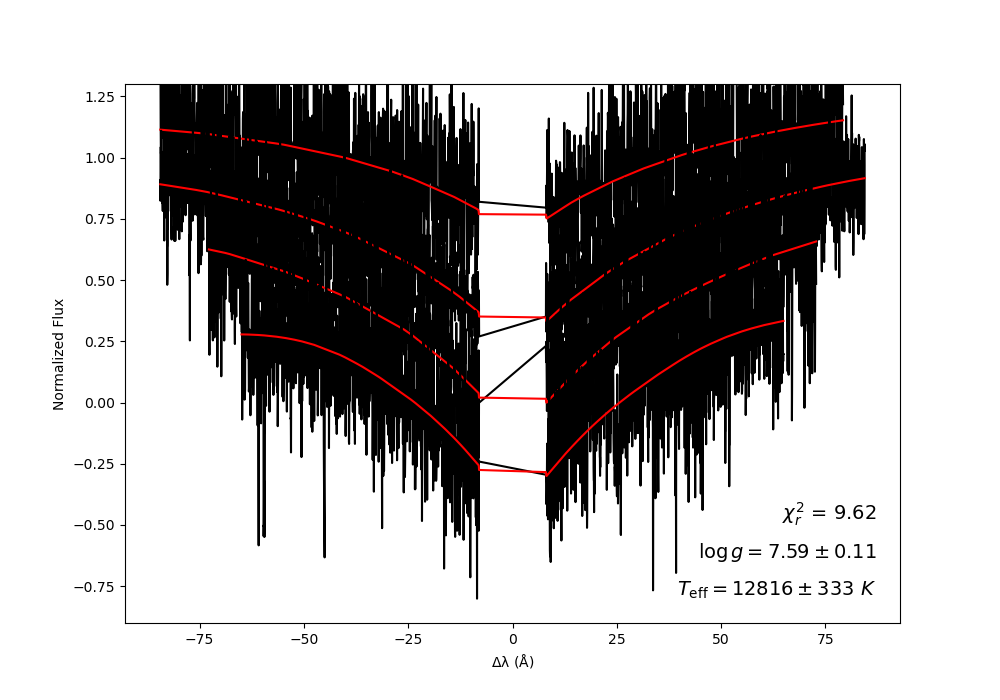 1.25
1.00
0.75
0.50
0.25
0.00
−0.25
−0.50
−0.75
Normalized Flux
χ²ᵣ = 9.62
log g = 7.59 ± 0.11
T_eff = 12816 ± 333 K
−75 −50 −25 0 25 50 75
Δλ (Å)